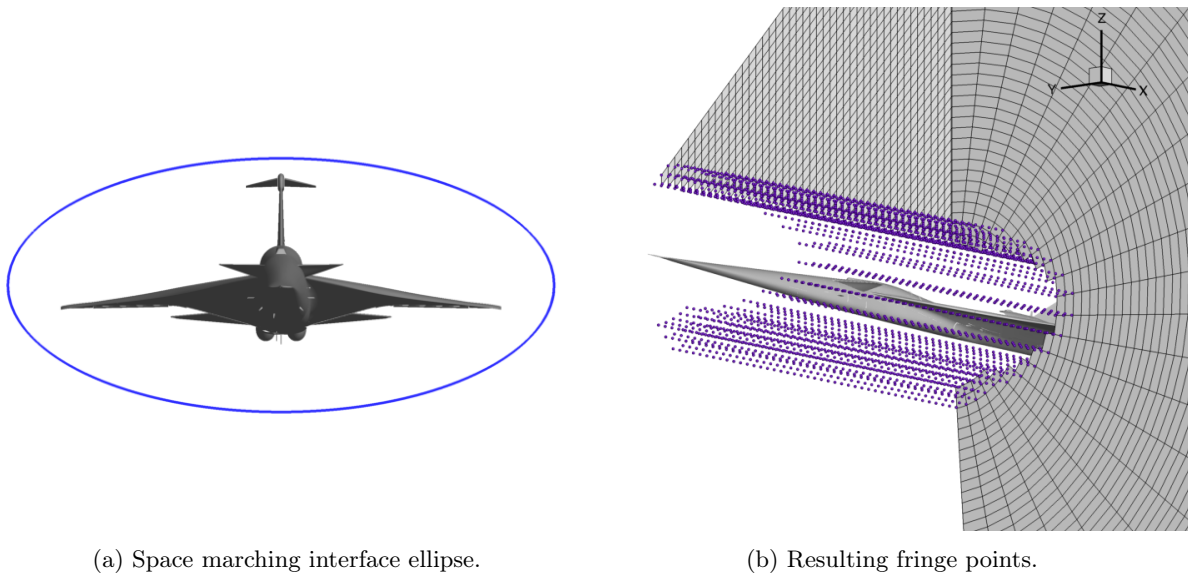 Z
Y
X
(a) Space marching interface ellipse.
(b) Resulting fringe points.